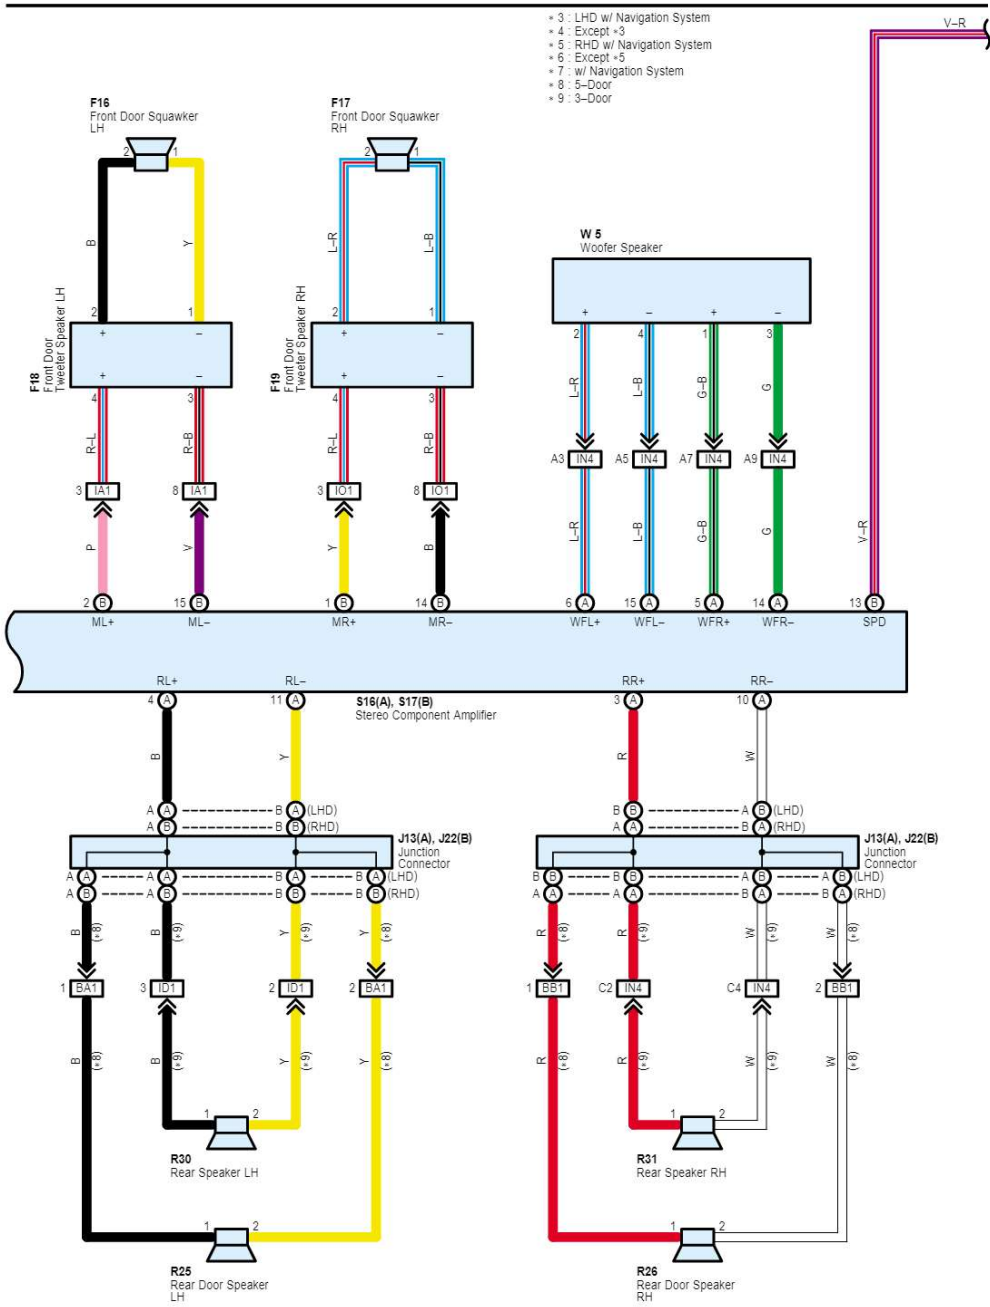 * 3 : LHD w/ Navigation System
* 4 : Except *3
* 5 : RHD w/ Navigation System
* 6 : Except *5
* 7 : w/ Navigation System
* 8 : 5–Door
* 9 : 3–Door
V–R
F16
Front Door Squawker
LH
F17
Front Door Squawker
RH
2 1
2 1
B Y L–R L–B
W 5
Woofer Speaker
2 1 2 1
+ – + –
+ – + –
F18
Front Door
Tweeter Speaker LH
F19
Front Door
Tweeter Speaker RH
4 3 4 3
+ – + –
2 4 1 3
R–L R–B R–L R–B
L–R L–B G–B G
A3 IN4 A5 IN4 A7 IN4 A9 IN4
3 IA1 8 IA1 3 IO1 8 IO1
P V Y B L–R L–B G–B G V–R
2 B 15 B 1 B 14 B 6 A 15 A 5 A 14 A 13 B
ML+ ML– MR+ MR– WFL+ WFL– WFR+ WFR– SPD
RL+ RL– RR+ RR–
4 A 11 A 3 A 10 A
S16(A), S17(B)
Stereo Component Amplifier
B Y R W
A A B A (LHD) B B A B (LHD)
A B B B (RHD) A A B A (RHD)
J13(A), J22(B)
Junction
Connector
J13(A), J22(B)
Junction
Connector
A A A A B A B A (LHD) B B B B A B A B (LHD)
A B A B B B B B (RHD) A A A A B A B A (RHD)
B (*8) B (*9) Y (*9) Y (*8) R (*8) R (*9) W (*9) W (*8)
1 BA1 3 ID1 2 ID1 2 BA1 1 BB1 C2 IN4 C4 IN4 2 BB1
B (*8) B (*9) Y (*9) Y (*8) R (*8) R (*9) W (*9) W (*8)
1 2 1 2
R30
Rear Speaker LH
R31
Rear Speaker RH
1 2 1 2
R25
Rear Door Speaker
LH
R26
Rear Door Speaker
RH